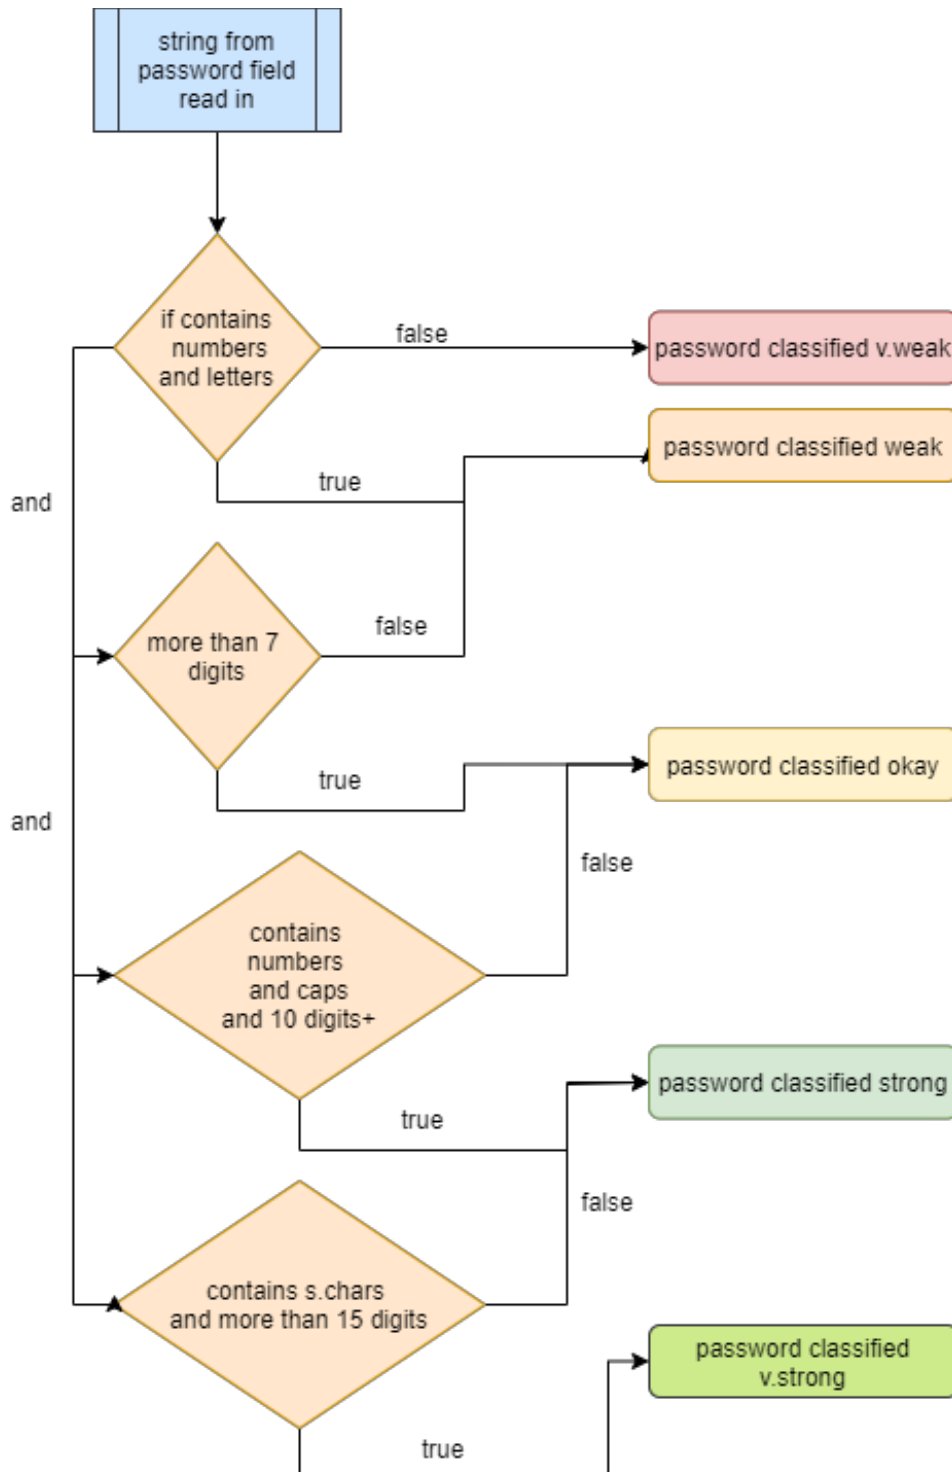 string from
password field
read in
if contains
numbers
and letters
false
password classified v.weak
password classified weak
true
and
more than 7
digits
false
true
password classified okay
and
false
contains
numbers
and caps
and 10 digits+
password classified strong
true
false
contains s.chars
and more than 15 digits
password classified
v.strong
true